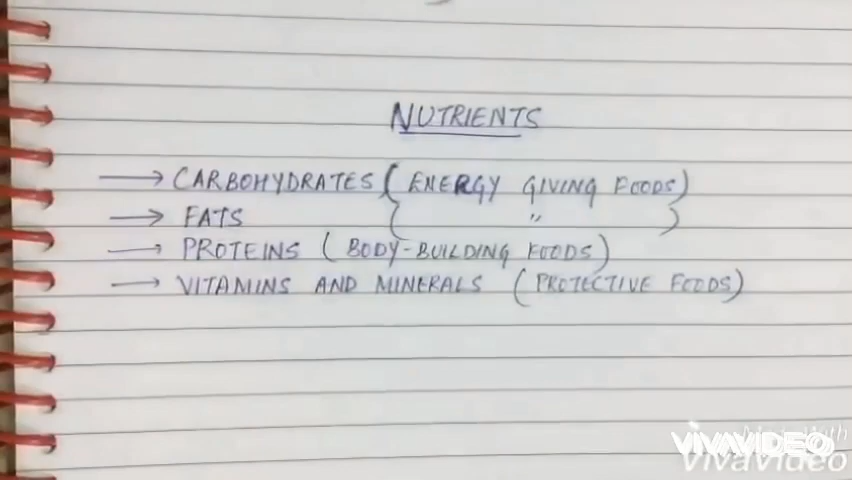 NUTRIENTS
→ CARBOHYDRATES ( ENERGY GIVING FOODS)
→ FATS ( " )
→ PROTEINS ( BODY-BUILDING FOODS)
→ VITAMINS AND MINERALS (PROTECTIVE FOODS)
VIVAVIDEO
VivaVideo